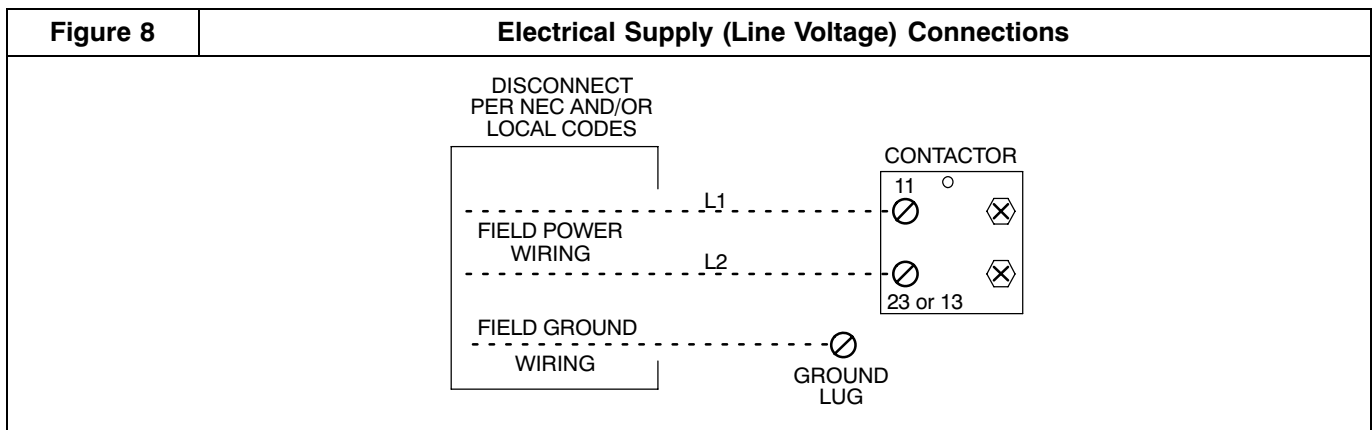 Figure 8
Electrical Supply (Line Voltage) Connections
DISCONNECT
PER NEC AND/OR
LOCAL CODES
CONTACTOR
11
L1
FIELD POWER
WIRING
L2
23 or 13
FIELD GROUND
WIRING
GROUND
LUG